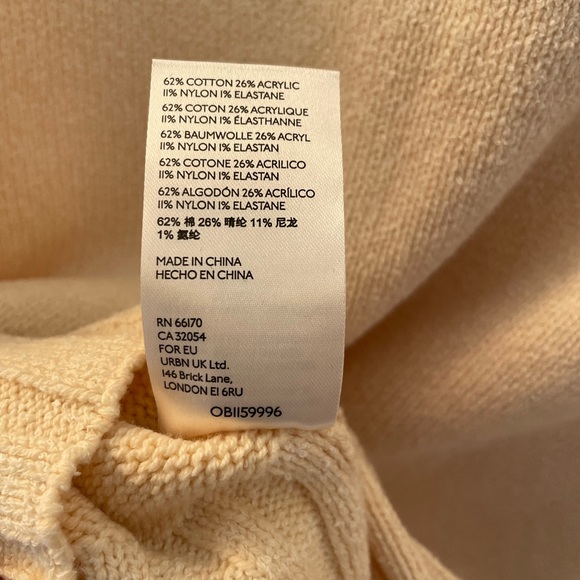 62% COTTON 26% ACRYLIC
11% NYLON 1% ELASTANE
62% COTON 26% ACRYLIQUE
11% NYLON 1% ÉLASTHANNE
62% BAUMWOLLE 26% ACRYL
11% NYLON 1% ELASTAN
62% COTONE 26% ACRILICO
11% NYLON 1% ELASTAN
62% ALGODÓN 26% ACRÍLICO
11% NYLON 1% ELASTANE
62% 棉 26% 晴纶 11% 尼龙
1% 氨纶
MADE IN CHINA
HECHO EN CHINA
RN 66170
CA 32054
FOR EU
URBN UK Ltd.
146 Brick Lane,
LONDON E1 6RU
OB1159996